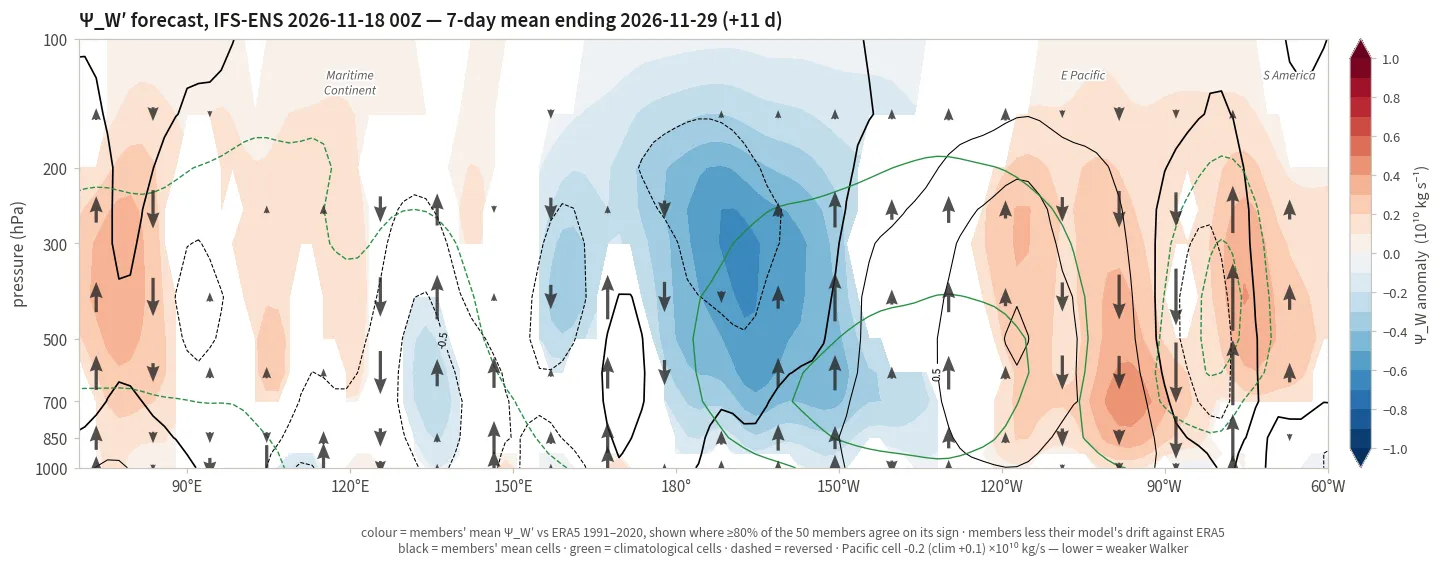 Ψ_W′ forecast, IFS-ENS 2026-11-18 00Z — 7-day mean ending 2026-11-29 (+11 d)
Maritime
Continent
E Pacific
S America
pressure (hPa)
100
200
300
400
500
700
850
1000
-0.5
0.5
90°E
120°E
150°E
180°
150°W
120°W
90°W
60°W
1.0
0.8
0.6
0.4
0.2
0.0
−0.2
−0.4
−0.6
−0.8
−1.0
Ψ_W anomaly (10¹⁰ kg s⁻¹)
colour = members' mean Ψ_W′ vs ERA5 1991–2020, shown where ≥80% of the 50 members agree on its sign · members less their model's drift against ERA5
black = members' mean cells · green = climatological cells · dashed = reversed · Pacific cell -0.2 (clim +0.1) ×10¹⁰ kg/s — lower = weaker Walker